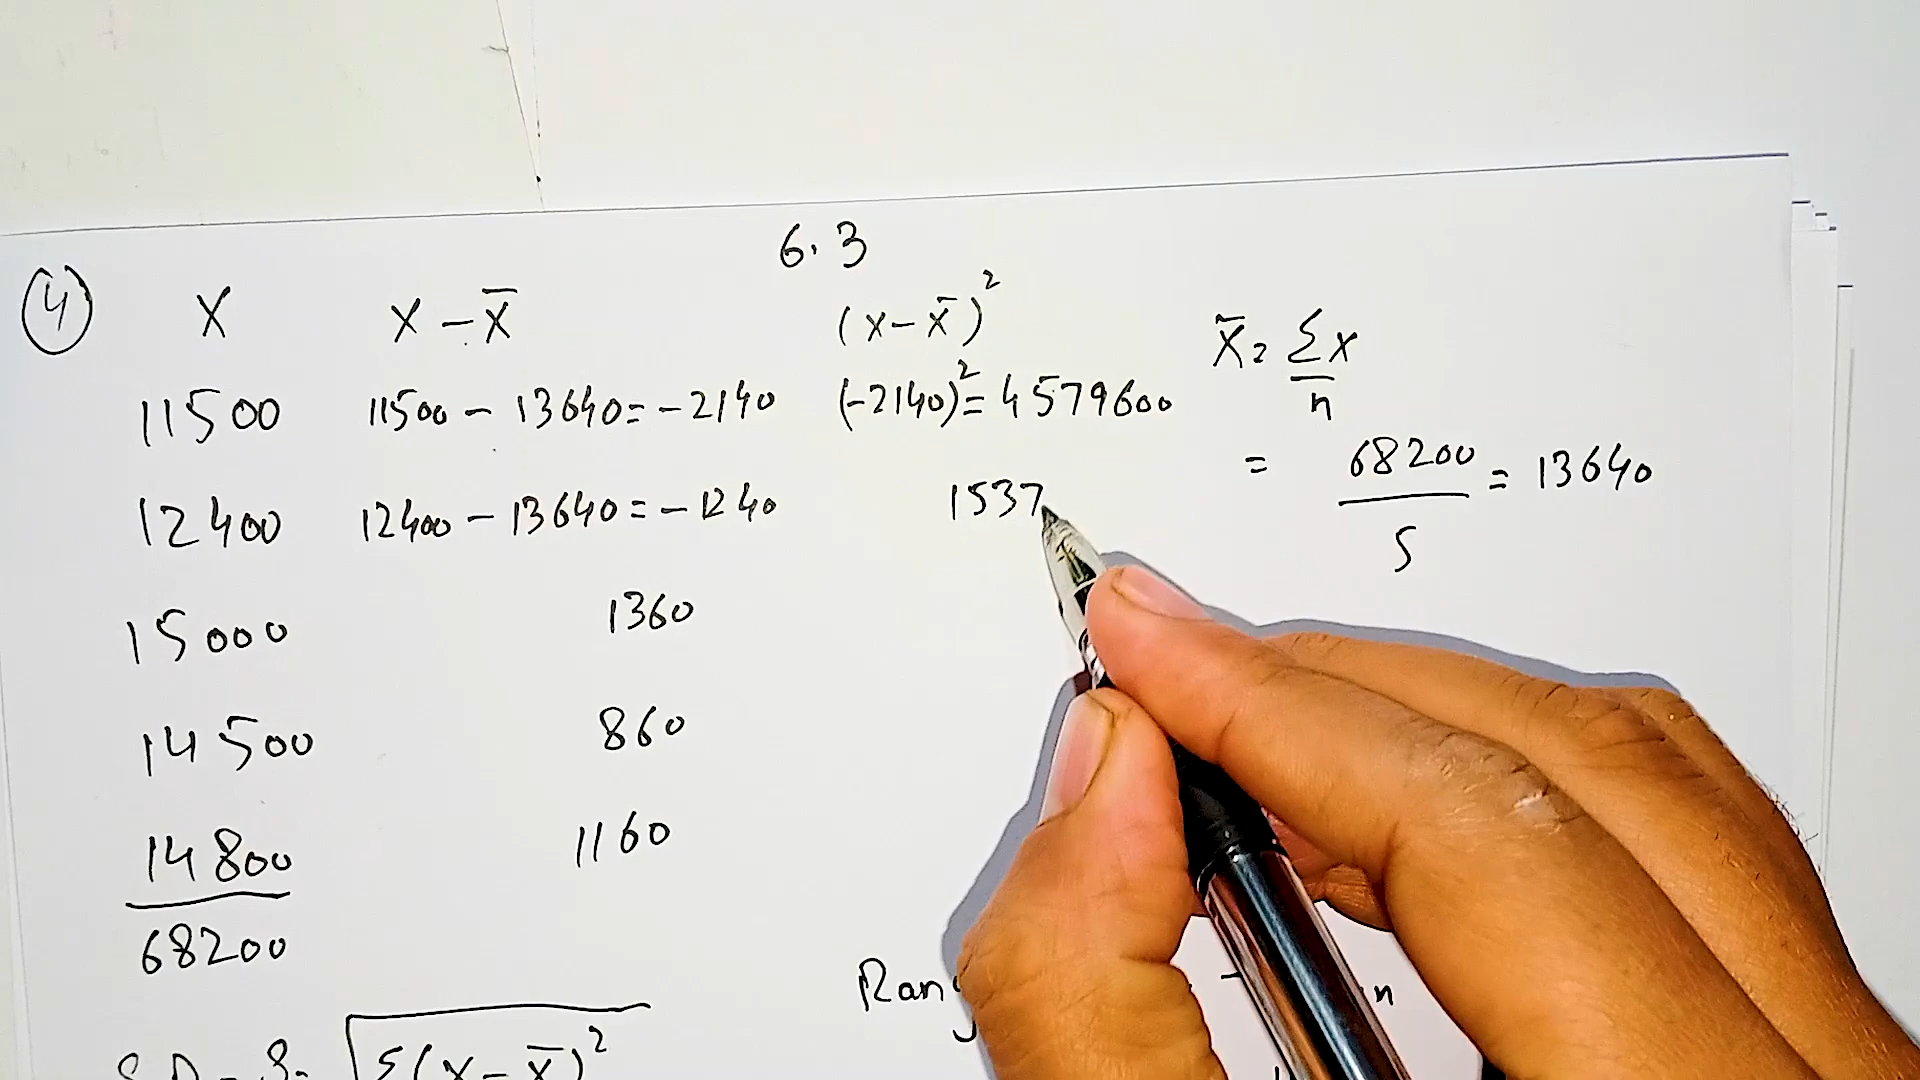 6.3
④ X X - X̄ (x - x̄)²
X̄ = Σx / n
11500 11500 - 13640 = -2140 (-2140)² = 4579600
= 68200 / 5 = 13640
12400 12400 - 13640 = -1240 1537
15000 1360
14500 860
14800 1160
68200
Σ(x - x̄)²